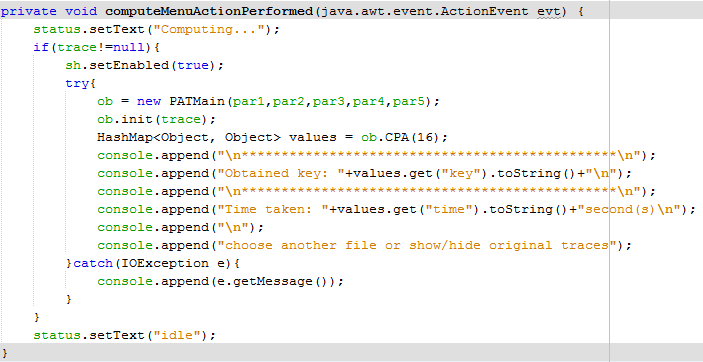 private void computeMenuActionPerformed(java.awt.event.ActionEvent evt) {
    status.setText("Computing...");
    if(trace!=null){
        sh.setEnabled(true);
        try{
            ob = new PATMain(par1,par2,par3,par4,par5);
            ob.init(trace);
            HashMap<Object, Object> values = ob.CPA(16);
            console.append("\n***********************************************\n");
            console.append("Obtained key: "+values.get("key").toString()+"\n");
            console.append("\n***********************************************\n");
            console.append("Time taken: "+values.get("time").toString()+"second(s)\n");
            console.append("\n");
            console.append("choose another file or show/hide original traces");
        }catch(IOException e){
            console.append(e.getMessage());
        }
    }
    status.setText("idle");
}